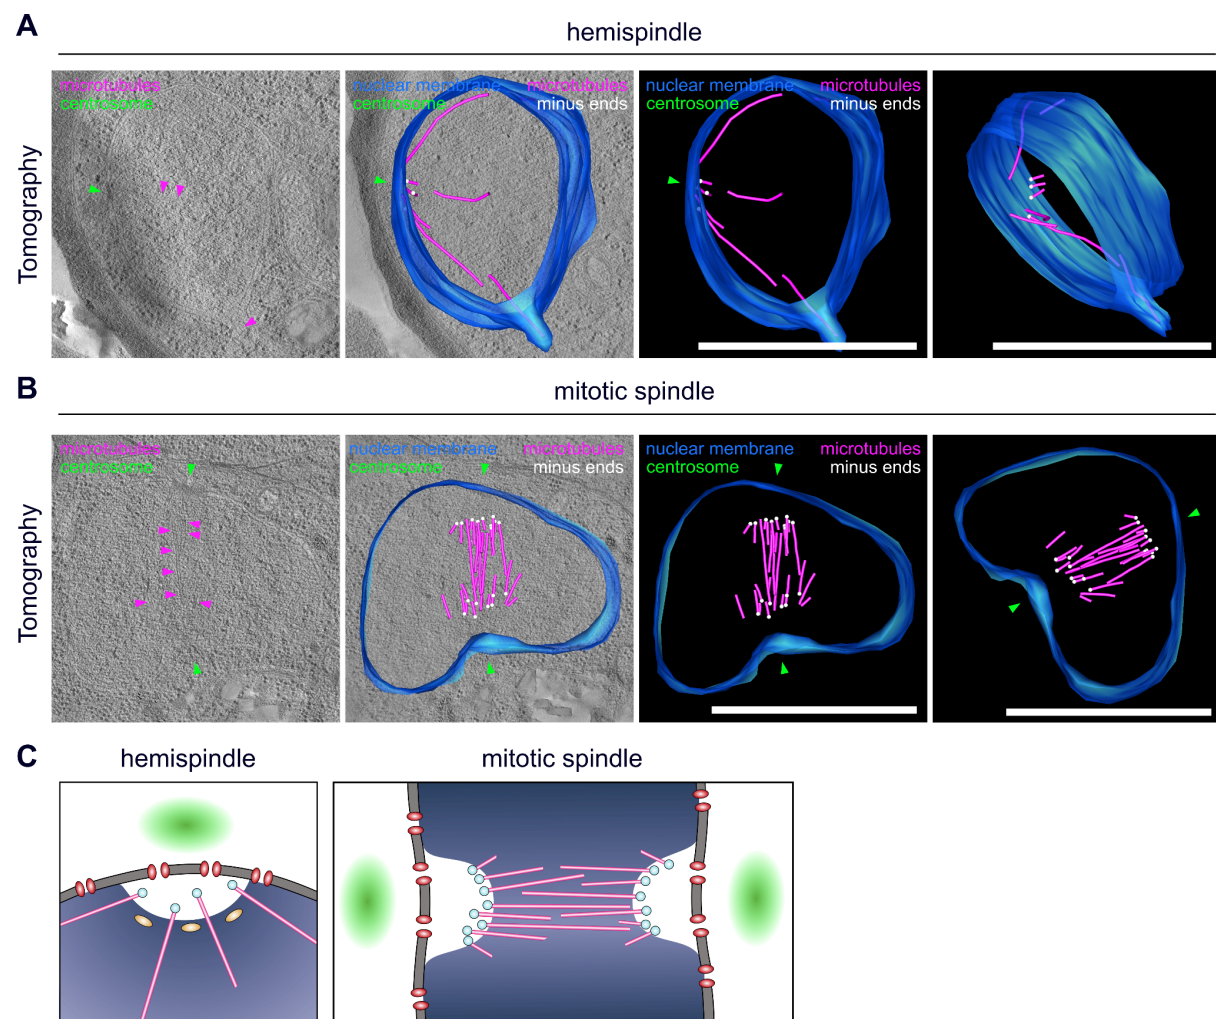 A
hemispindle
Tomography
microtubules
centrosome
nuclear membrane microtubules
centrosome minus ends
nuclear membrane microtubules
centrosome minus ends
B
mitotic spindle
Tomography
microtubules
centrosome
nuclear membrane microtubules
centrosome minus ends
nuclear membrane microtubules
centrosome minus ends
C
hemispindle
mitotic spindle